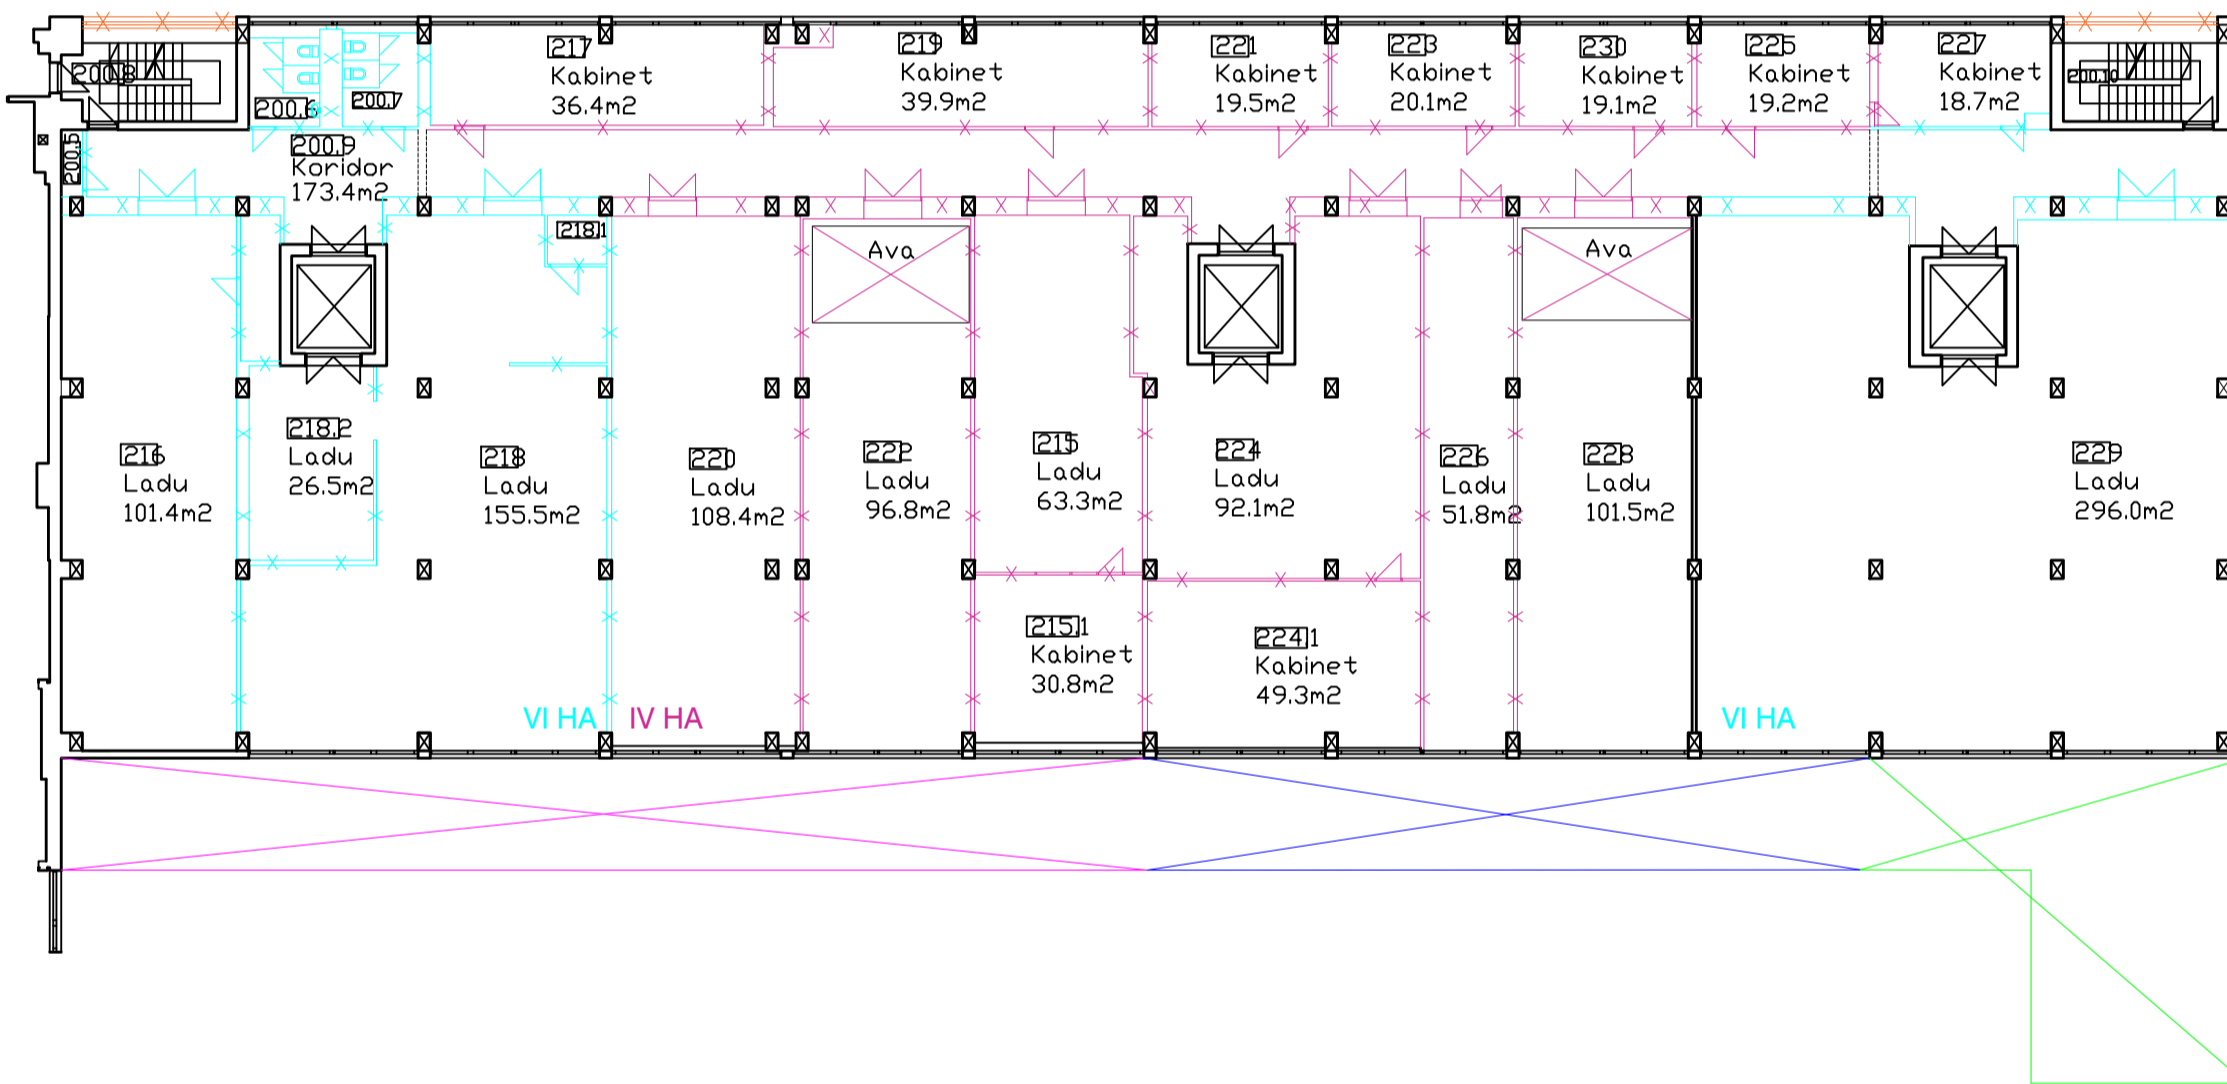 217
Kabinet
36.4m2
219
Kabinet
39.9m2
221
Kabinet
19.5m2
223
Kabinet
20.1m2
230
Kabinet
19.1m2
225
Kabinet
19.2m2
227
Kabinet
18.7m2
200.8
200.6
200.7
200.10
200.5
200.9
Koridor
173.4m2
218.1
Ava
Ava
216
Ladu
101.4m2
218.2
Ladu
26.5m2
218
Ladu
155.5m2
220
Ladu
108.4m2
222
Ladu
96.8m2
215
Ladu
63.3m2
224
Ladu
92.1m2
226
Ladu
51.8m2
228
Ladu
101.5m2
229
Ladu
296.0m2
215.1
Kabinet
30.8m2
224.1
Kabinet
49.3m2
VI HA
IV HA
VI HA